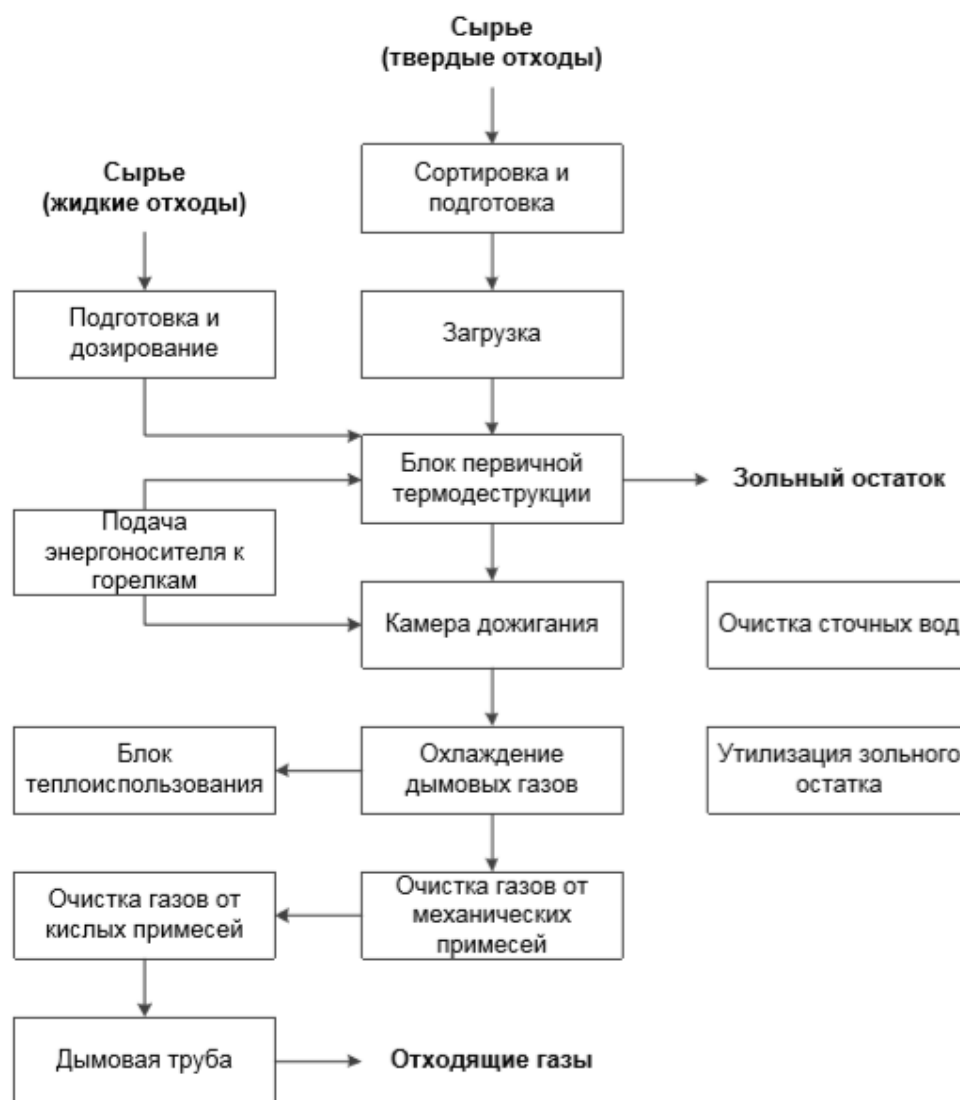 Сырье
(твердые отходы)
Сортировка и
подготовка
Сырье
(жидкие отходы)
Подготовка и
дозирование
Загрузка
Блок первичной
термодеструкции
Зольный остаток
Подача
энергоносителя к
горелкам
Камера дожигания
Очистка сточных вод
Блок
теплоиспользования
Охлаждение
дымовых газов
Утилизация зольного
остатка
Очистка газов от
кислых примесей
Очистка газов от
механических
примесей
Дымовая труба
Отходящие газы